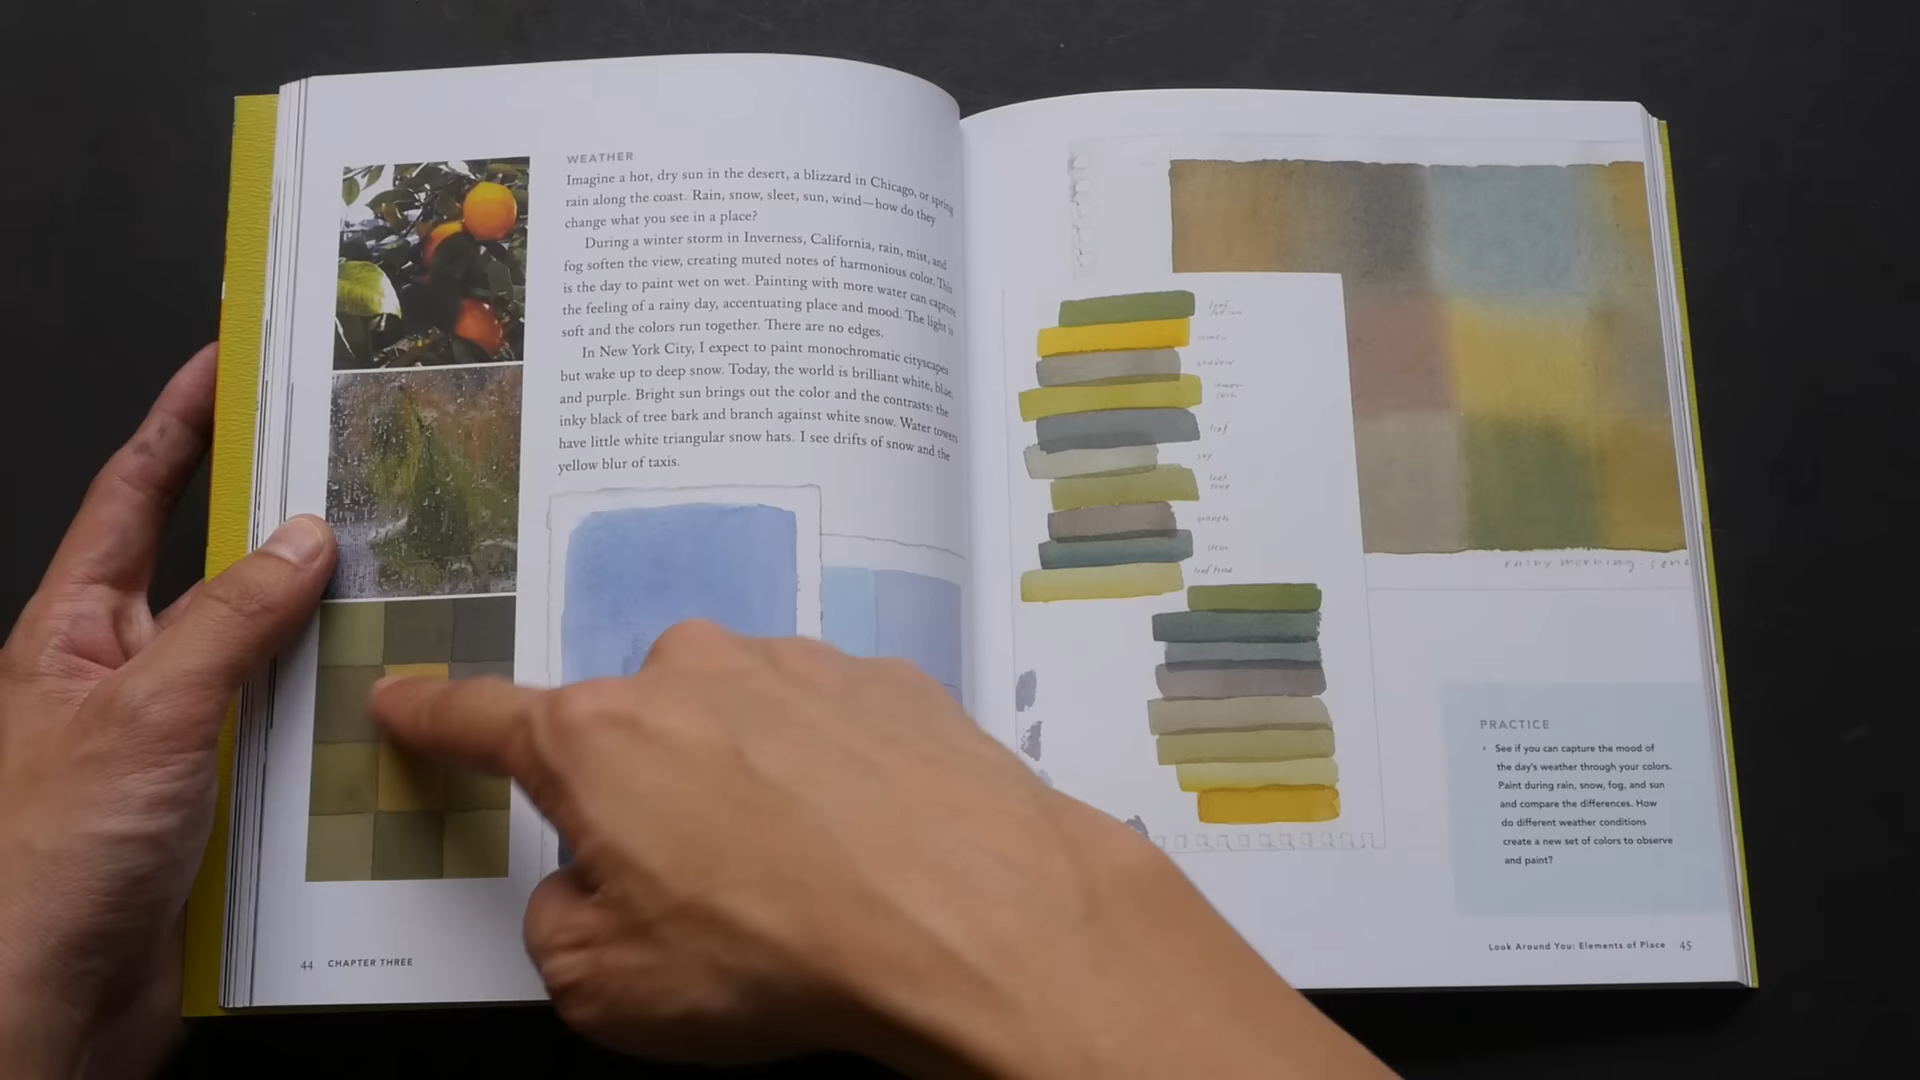 WEATHER
Imagine a hot, dry sun in the desert, a blizzard in Chicago, or spring
rain along the coast. Rain, snow, sleet, sun, wind—how do they
change what you see in a place?
During a winter storm in Inverness, California, rain, mist, and
fog soften the view, creating muted notes of harmonious color. This
is the day to paint wet on wet. Painting with more water can capture
the feeling of a rainy day, accentuating place and mood. The light is
soft and the colors run together. There are no edges.
In New York City, I expect to paint monochromatic cityscapes
but wake up to deep snow. Today, the world is brilliant white, blue,
and purple. Bright sun brings out the color and the contrasts: the
inky black of tree bark and branch against white snow. Water towers
have little white triangular snow hats. I see drifts of snow and the
yellow blur of taxis.
44 CHAPTER THREE
shadow
leaf
sky
stem
leaf tone
rainy morning
PRACTICE
• See if you can capture the mood of
the day's weather through your colors.
Paint during rain, snow, fog, and sun
and compare the differences. How
do different weather conditions
create a new set of colors to observe
and paint?
Look Around You: Elements of Place 45